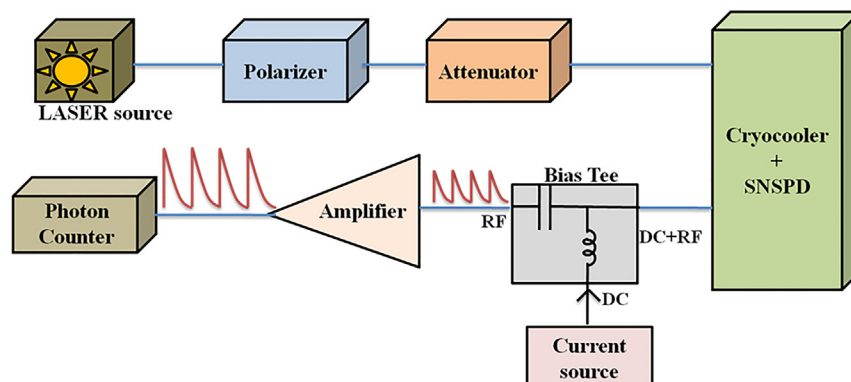 Polarizer
Attenuator
LASER source
Cryocooler
+
SNSPD
Photon
Counter
Amplifier
RF
Bias Tee
DC+RF
DC
Current
source